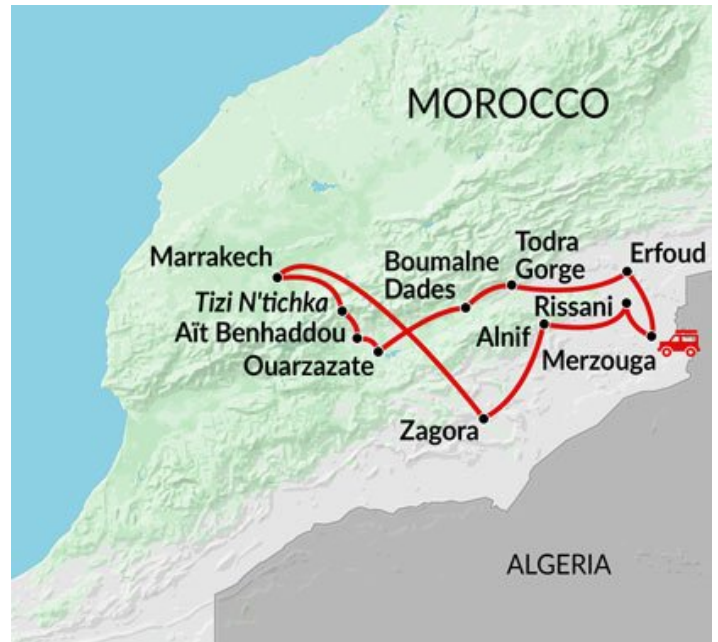 MOROCCO
Marrakech
Tizi N'tichka
Aït Benhaddou
Ouarzazate
Boumalne
Dades
Todra
Gorge
Erfoud
Rissani
Alnif
Merzouga
Zagora
ALGERIA